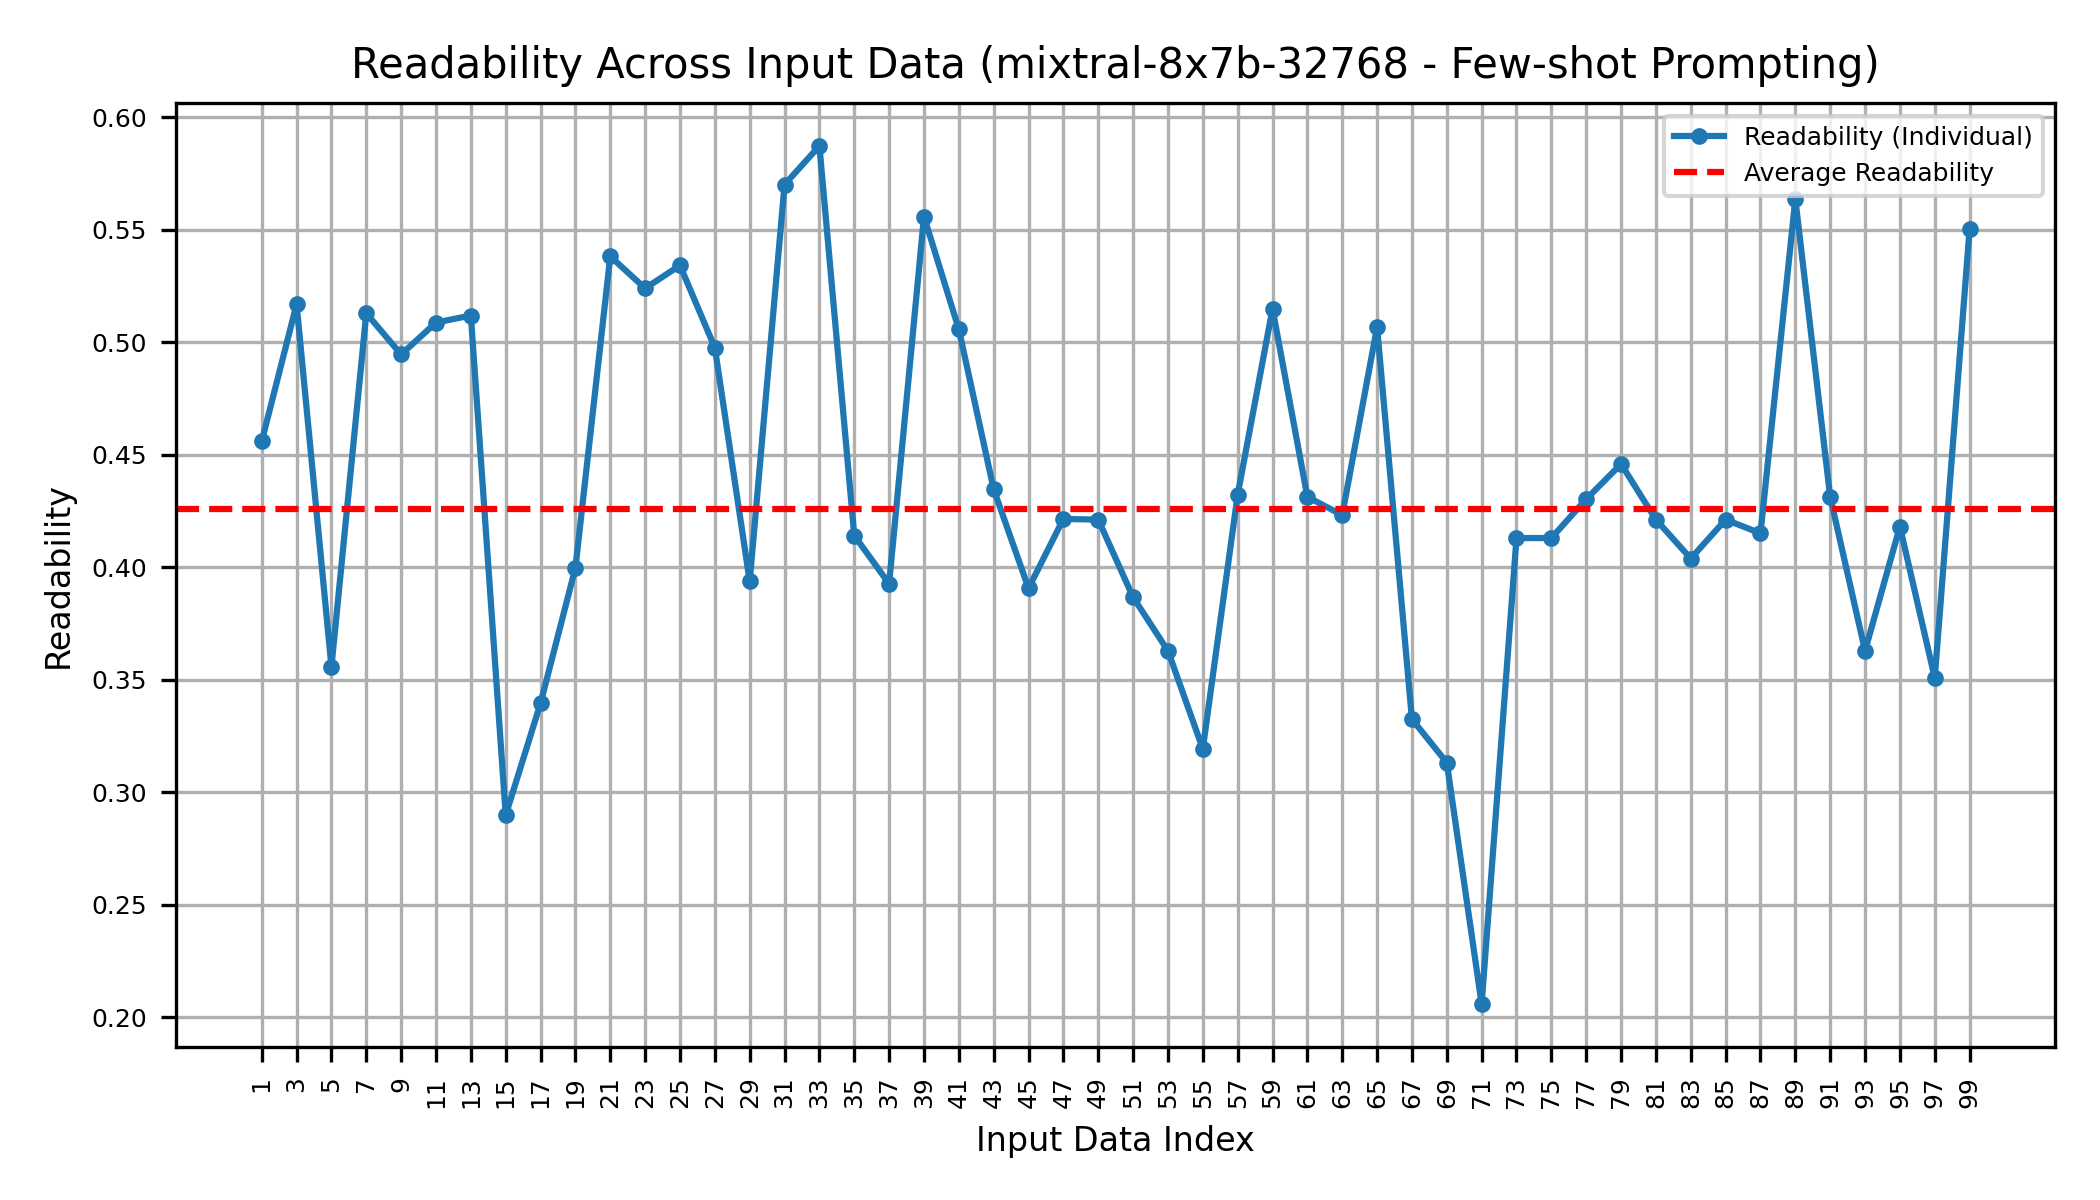 Readability Across Input Data (mixtral-8x7b-32768 - Few-shot Prompting)
Readability (Individual)
Average Readability
Readability
0.60
0.55
0.50
0.45
0.40
0.35
0.30
0.25
0.20
1 3 5 7 9 11 13 15 17 19 21 23 25 27 29 31 33 35 37 39 41 43 45 47 49 51 53 55 57 59 61 63 65 67 69 71 73 75 77 79 81 83 85 87 89 91 93 95 97 99
Input Data Index